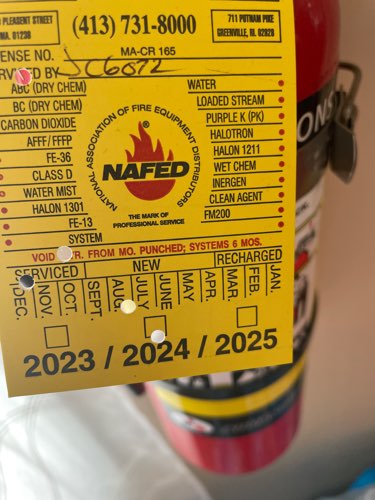 PLEASANT STREET
MA. 01238
(413) 731-8000
711 PUTNAM PIKE
GREENVILLE, RI. 02828
ENSE NO.
MA-CR 165
BY JC6872
ABC (DRY CHEM)
BC (DRY CHEM)
CARBON DIOXIDE
AFFF / FFFP
FE-36
CLASS D
WATER MIST
HALON 1301
FE-13
SYSTEM
NATIONAL ASSOCIATION OF FIRE EQUIPMENT DISTRIBUTORS
NAFED
®
THE MARK OF
PROFESSIONAL SERVICE
WATER
LOADED STREAM
PURPLE K (PK)
HALOTRON
HALON 1211
WET CHEM
INERGEN
CLEAN AGENT
FM200
VOID YR. FROM MO. PUNCHED; SYSTEMS 6 MOS.
SERVICED
NEW
RECHARGED
DEC.
NOV.
OCT.
SEPT.
AUG.
JULY
JUNE
MAY
APR.
MAR.
FEB.
JAN.
2023 / 2024 / 2025
ONS